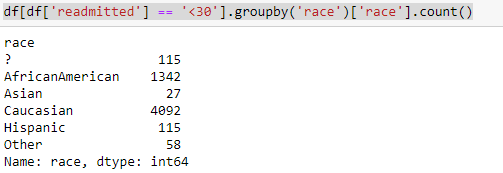 df[df['readmitted'] == '<30'].groupby('race')['race'].count()
race
? 115
AfricanAmerican 1342
Asian 27
Caucasian 4092
Hispanic 115
Other 58
Name: race, dtype: int64